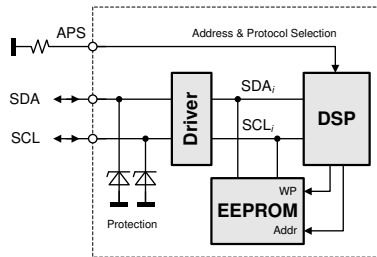 APS
Address & Protocol Selection
SDA
SCL
Driver
SDAi
SCLi
DSP
WP
EEPROM
Addr
Protection